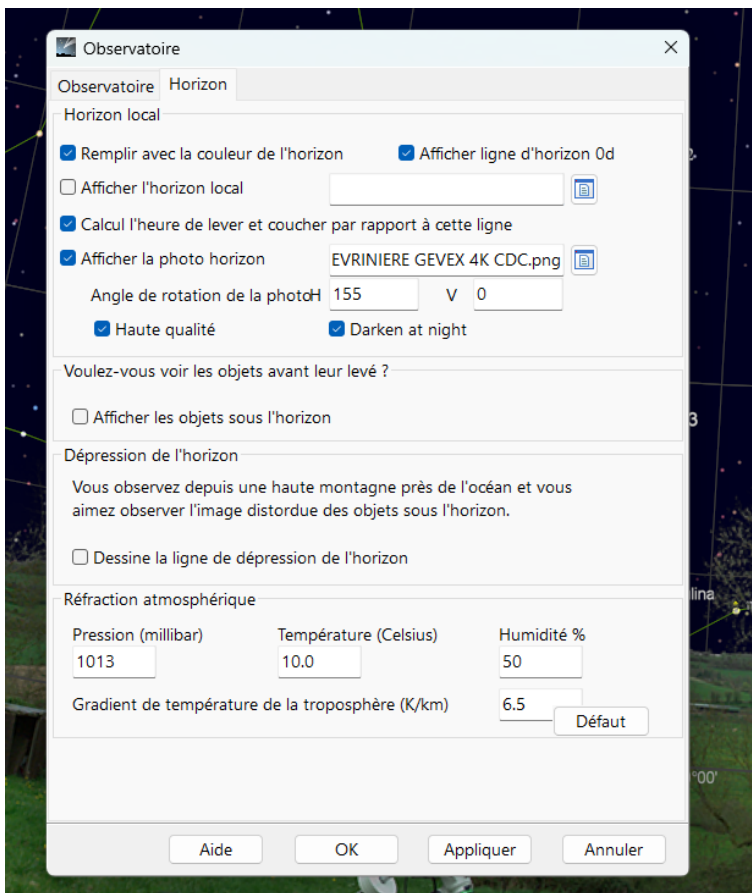 Observatoire
Observatoire Horizon
Horizon local
Remplir avec la couleur de l'horizon Afficher ligne d'horizon 0d
Afficher l'horizon local
Calcul l'heure de lever et coucher par rapport à cette ligne
Afficher la photo horizon EVRINIERE GEVEX 4K CDC.png
Angle de rotation de la photoH 155 V 0
Haute qualité Darken at night
Voulez-vous voir les objets avant leur levé ?
Afficher les objets sous l'horizon
3
Dépression de l'horizon
Vous observez depuis une haute montagne près de l'océan et vous
aimez observer l'image distordue des objets sous l'horizon.
Dessine la ligne de dépression de l'horizon
lina
Réfraction atmosphérique
Pression (millibar) Température (Celsius) Humidité %
1013 10.0 50
Gradient de température de la troposphère (K/km) 6.5
Défaut
°00'
Aide OK Appliquer Annuler